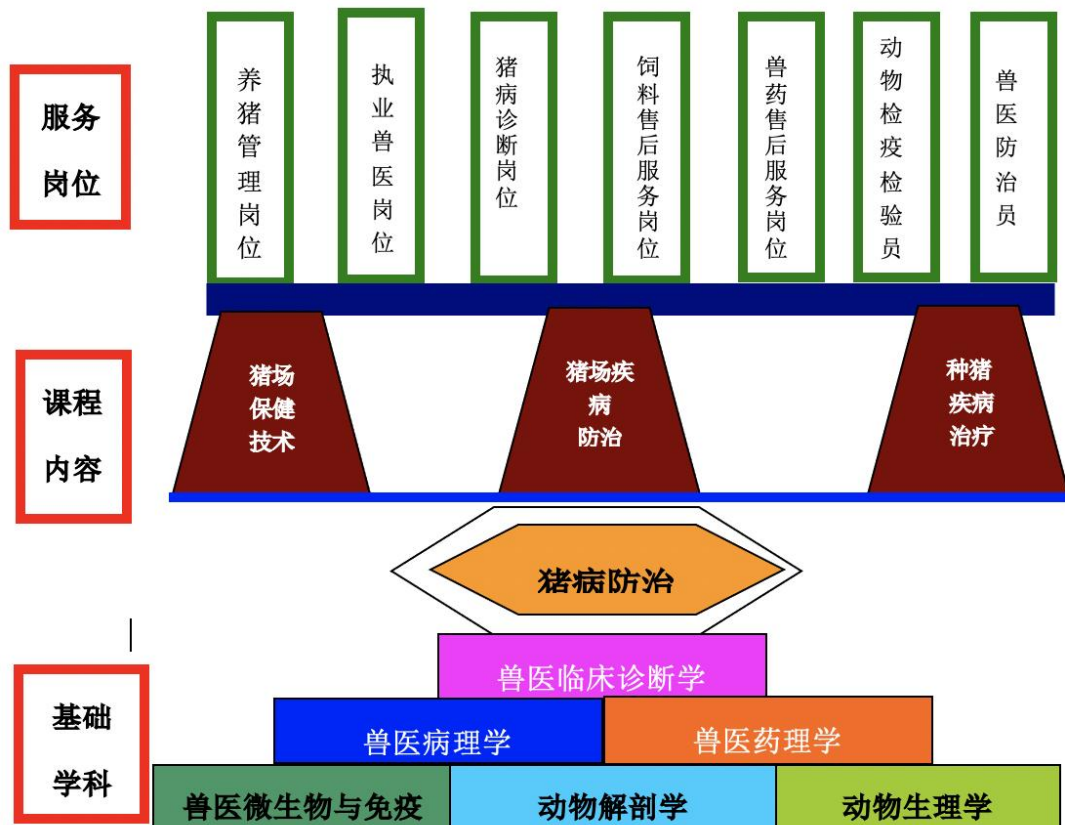 服务
岗位
养猪管理岗位
执业兽医岗位
猪病诊断岗位
饲料售后服务岗位
兽药售后服务岗位
动物检疫检验员
兽医防治员
课程
内容
猪场
保健
技术
猪场疾
病
防治
种猪
疾病
治疗
猪病防治
基础
学科
兽医临床诊断学
兽医病理学
兽医药理学
兽医微生物与免疫
动物解剖学
动物生理学